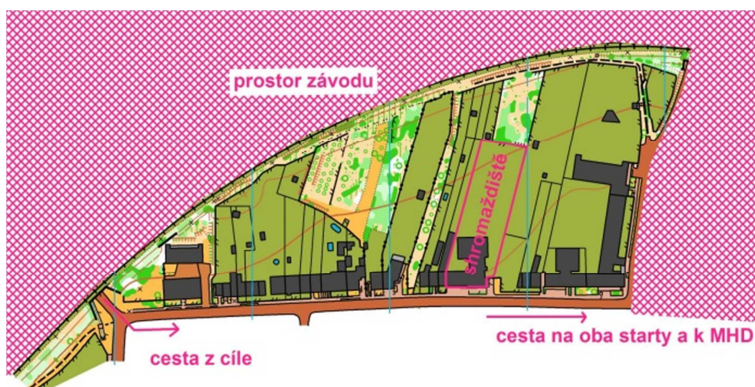 prostor závodu
shromaždiště
cesta na oba starty a k MHD
cesta z cíle